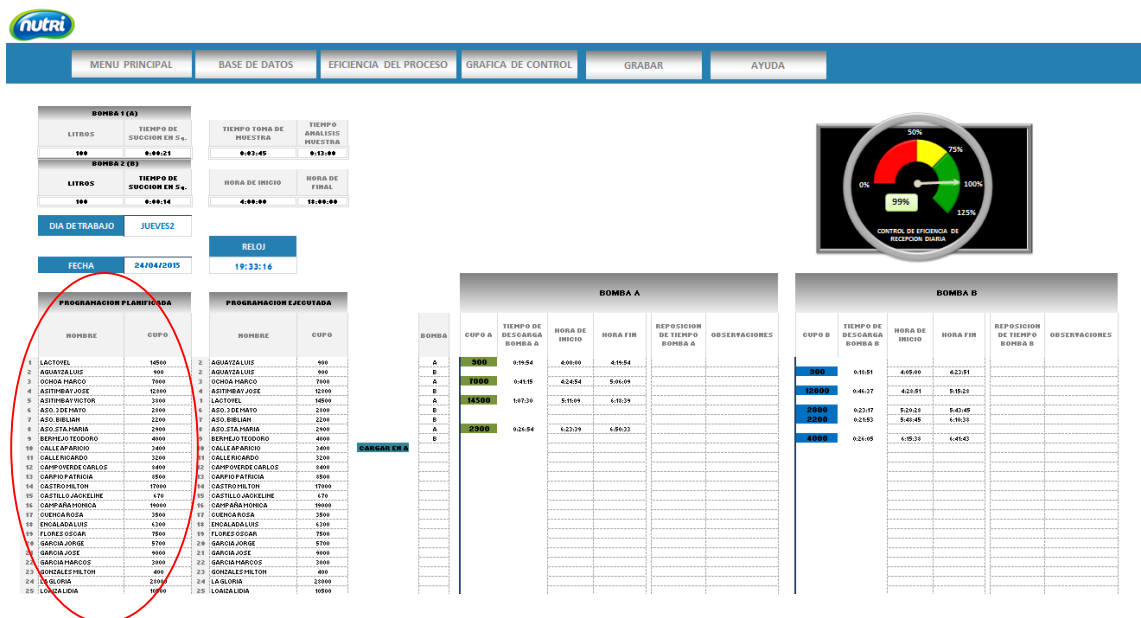 nutri
MENU PRINCIPAL BASE DE DATOS EFICIENCIA DEL PROCESO GRAFICA DE CONTROL GRABAR AYUDA
BOMBA 1 (A)
LITROS TIEMPO DE SUCCION EN Sg. TIEMPO TOMA DE MUESTRA TIEMPO ANALISIS MUESTRA
100 0:00:21 0:03:45 0:13:00
BOMBA 2 (B)
LITROS TIEMPO DE SUCCION EN Sg. HORA DE INICIO HORA DE FINAL
100 0:00:14 4:00:00 18:00:00
DIA DE TRABAJO JUEVES2
RELOJ
FECHA 24/04/2015 19:33:16
0% 50% 75% 100% 125%
99%
CONTROL DE EFICIENCIA DE
RECEPCION DIARIA
PROGRAMACION PLANIFICADA PROGRAMACION EJECUTADA BOMBA A BOMBA B
NOMBRE CUPO NOMBRE CUPO BOMBA CUPO A TIEMPO DE DESCARGA BOMBA A HORA DE INICIO HORA FIN REPOSICION DE TIEMPO BOMBA A OBSERVACIONES CUPO B TIEMPO DE DESCARGA BOMBA B HORA DE INICIO HORA FIN REPOSICION DE TIEMPO BOMBA B OBSERVACIONES
1 LACTOVEL 14500 2 AGUAYZA LUIS 900 A 900 0:19:54 4:00:00 4:19:54
2 AGUAYZA LUIS 900 2 AGUAYZA LUIS 900 B 900 0:18:51 4:05:00 4:23:51
3 OCHOA MARCO 7000 3 OCHOA MARCO 7000 A 7000 0:41:15 4:24:54 5:06:09
4 ASITIMBAY JOSE 12800 4 ASITIMBAY JOSE 12800 B 12800 0:46:37 4:28:51 5:15:28
5 ASITIMBAY VICTOR 3800 1 LACTOVEL 14500 A 14500 1:07:30 5:11:09 6:18:39
6 ASO. 3 DE MAYO 2800 6 ASO. 3 DE MAYO 2800 B 2800 0:23:17 5:20:28 5:43:45
7 ASO. BIBLIAN 2200 7 ASO. BIBLIAN 2200 B 2200 0:21:53 5:48:45 6:10:38
8 ASO. STA. MARIA 2900 8 ASO. STA. MARIA 2900 A 2900 0:26:54 6:23:39 6:50:33
9 BERMEJO TEODORO 4000 9 BERMEJO TEODORO 4000 B 4000 0:26:05 6:15:38 6:41:43
10 CALLE APARICIO 3400 10 CALLE APARICIO 3400 CARGAR EN A
11 CALLE RICARDO 3200 11 CALLE RICARDO 3200
12 CAMPOVERDE CARLOS 8400 12 CAMPOVERDE CARLOS 8400
13 CARPIO PATRICIA 8500 13 CARPIO PATRICIA 8500
14 CASTRO MILTON 17000 14 CASTRO MILTON 17000
15 CASTILLO JACKELINE 670 15 CASTILLO JACKELINE 670
16 CAMPAÑA MONICA 19000 16 CAMPAÑA MONICA 19000
17 CUENCA ROSA 3500 17 CUENCA ROSA 3500
18 ENCALADA LUIS 6300 18 ENCALADA LUIS 6300
19 FLORES OSCAR 7500 19 FLORES OSCAR 7500
20 GARCIA JORGE 5700 20 GARCIA JORGE 5700
21 GARCIA JOSE 9000 21 GARCIA JOSE 9000
22 GARCIA MARCOS 3000 22 GARCIA MARCOS 3000
23 GONZALES MILTON 400 23 GONZALES MILTON 400
24 LA GLORIA 28000 24 LA GLORIA 28000
25 LOAIZA LIDIA 10500 25 LOAIZA LIDIA 10500